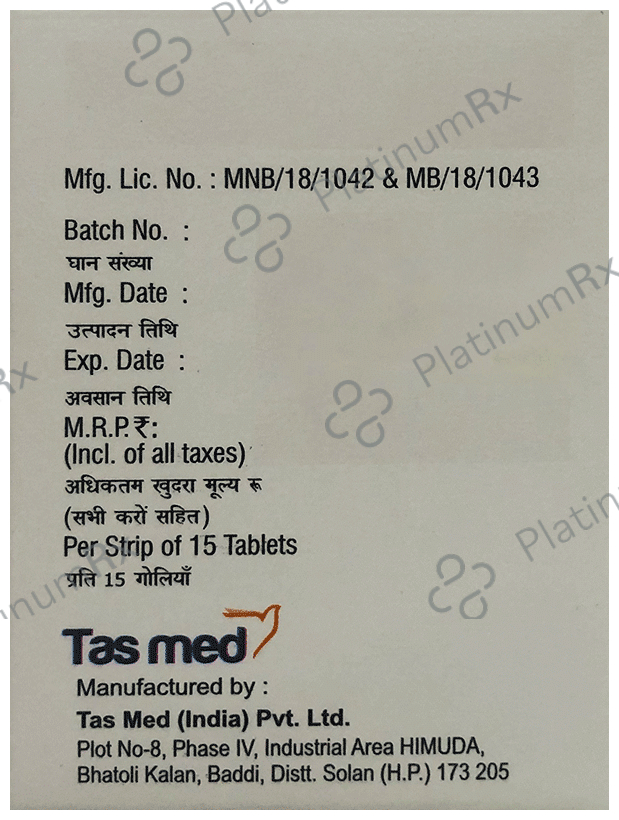 Mfg. Lic. No. : MNB/18/1042 & MB/18/1043
Batch No. :
घान संख्या
Mfg. Date :
उत्पादन तिथि
Exp. Date :
अवसान तिथि
M.R.P.₹:
(Incl. of all taxes)
अधिकतम खुदरा मूल्य रू
(सभी करों सहित)
Per Strip of 15 Tablets
प्रति 15 गोलियाँ
Tas med
Manufactured by :
Tas Med (India) Pvt. Ltd.
Plot No-8, Phase IV, Industrial Area HIMUDA,
Bhatoli Kalan, Baddi, Distt. Solan (H.P.) 173 205
PlatinumRx
PlatinumRx